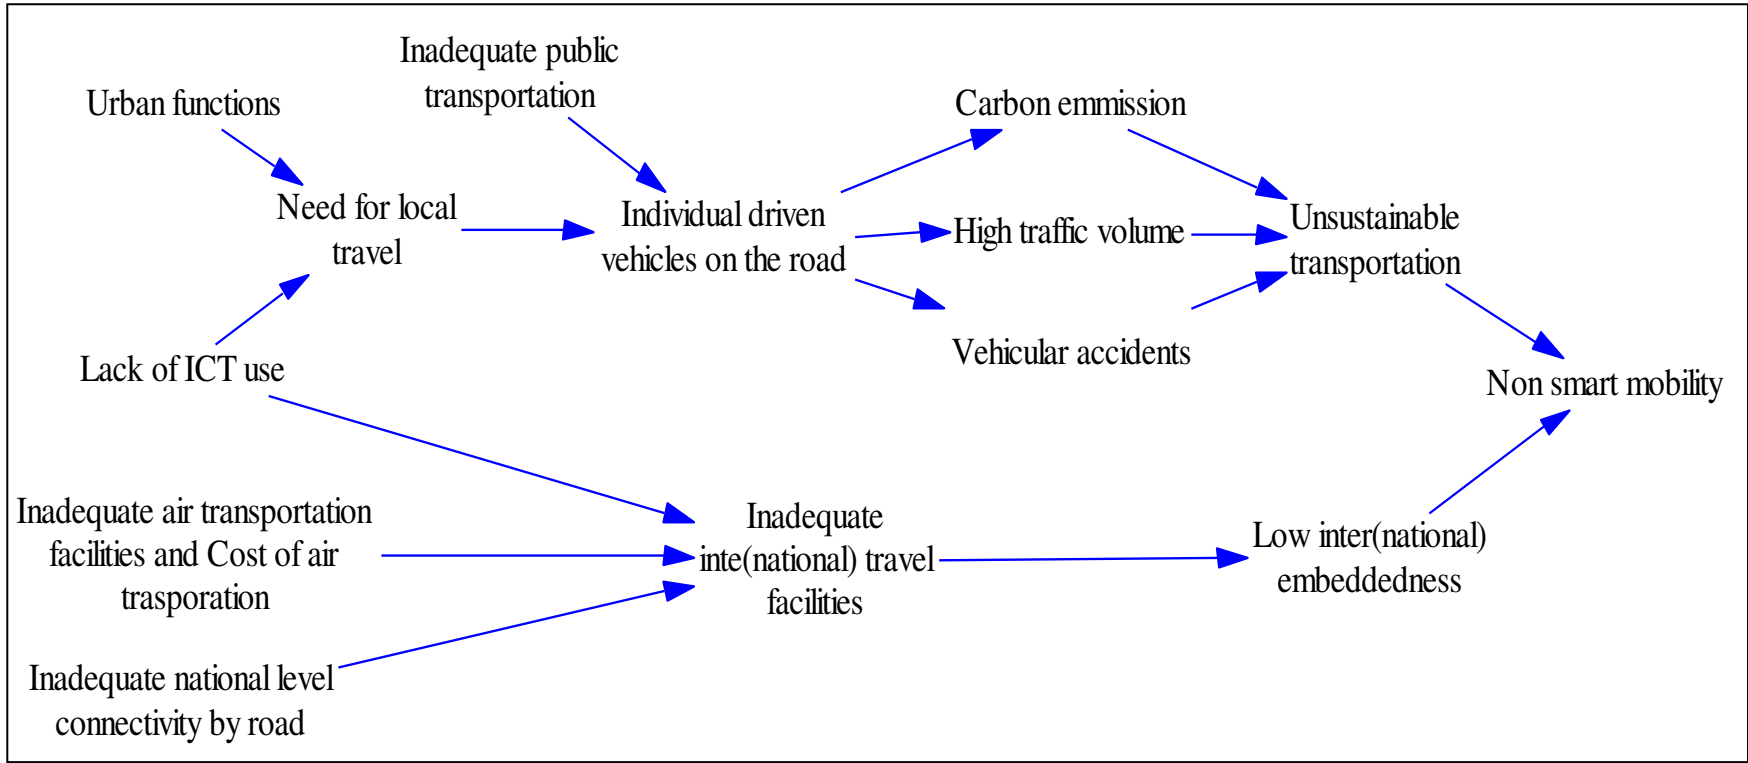 Inadequate public
transportation
Urban functions
Carbon emmission
Need for local
travel
Individual driven
vehicles on the road
High traffic volume
Unsustainable
transportation
Vehicular accidents
Lack of ICT use
Non smart mobility
Inadequate air transportation
facilities and Cost of air
trasporation
Inadequate
inte(national) travel
facilities
Low inter(national)
embeddedness
Inadequate national level
connectivity by road